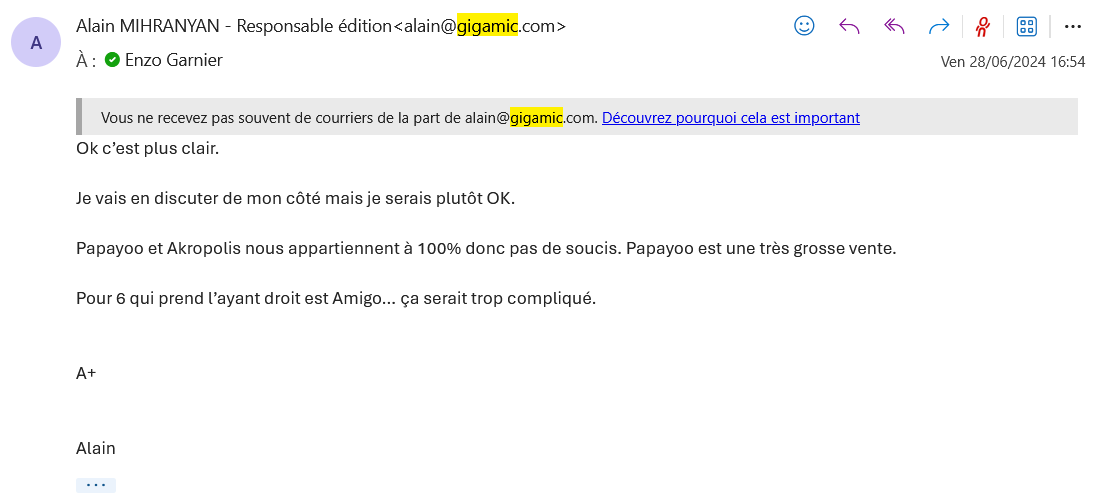 Alain MIHRANYAN - Responsable édition<alain@gigamic.com>
A
À : Enzo Garnier
Ven 28/06/2024 16:54
Vous ne recevez pas souvent de courriers de la part de alain@gigamic.com. Découvrez pourquoi cela est important
Ok c’est plus clair.
Je vais en discuter de mon côté mais je serais plutôt OK.
Papayoo et Akropolis nous appartiennent à 100% donc pas de soucis. Papayoo est une très grosse vente.
Pour 6 qui prend l’ayant droit est Amigo… ça serait trop compliqué.
A+
Alain